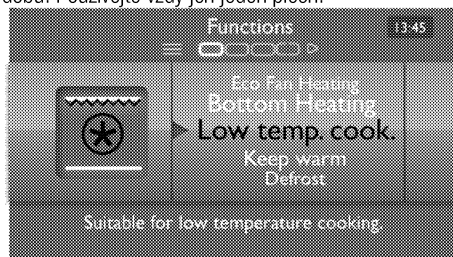 Functions
13:45
Eco Fan Heating
Bottom Heating
Low temp. cook.
Keep warm
Defrost
Suitable for low temperature cooking.